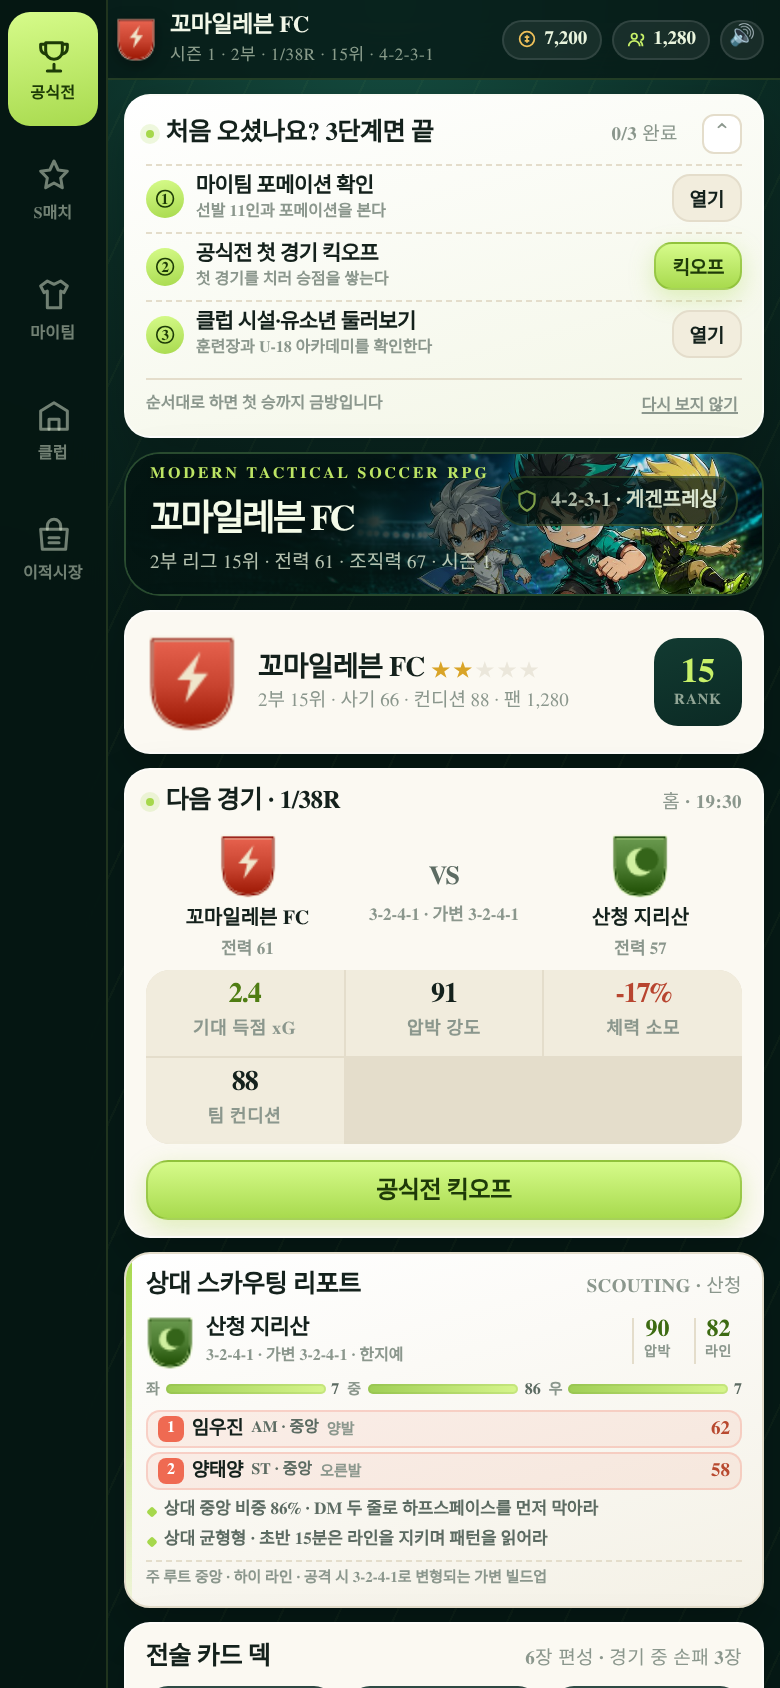 공식전
S매치
마이팀
클럽
이적시장
꼬마일레븐 FC
시즌 1 · 2부 · 1/38R · 15위 · 4-2-3-1
7,200
1,280
처음 오셨나요? 3단계면 끝
0/3 완료
① 마이팀 포메이션 확인
선발 11인과 포메이션을 본다
열기
② 공식전 첫 경기 킥오프
첫 경기를 치러 승점을 쌓는다
킥오프
③ 클럽 시설·유소년 둘러보기
훈련장과 U-18 아카데미를 확인한다
열기
순서대로 하면 첫 승까지 금방입니다
다시 보지 않기
MODERN TACTICAL SOCCER RPG
4-2-3-1 · 게겐프레싱
꼬마일레븐 FC
2부 리그 15위 · 전력 61 · 조직력 67 · 시즌 1
꼬마일레븐 FC ★★★★★
2부 15위 · 사기 66 · 컨디션 88 · 팬 1,280
15
RANK
다음 경기 · 1/38R
홈 · 19:30
VS
3-2-4-1 · 가변 3-2-4-1
꼬마일레븐 FC
전력 61
산청 지리산
전력 57
2.4
기대 득점 xG
91
압박 강도
-17%
체력 소모
88
팀 컨디션
공식전 킥오프
상대 스카우팅 리포트
SCOUTING · 산청
산청 지리산
3-2-4-1 · 가변 3-2-4-1 · 한지예
90
압박
82
라인
좌 7 중 86 우 7
1 임우진 AM · 중앙 양발 62
2 양태양 ST · 중앙 오른발 58
◆ 상대 중앙 비중 86% · DM 두 줄로 하프스페이스를 먼저 막아라
◆ 상대 균형형 · 초반 15분은 라인을 지키며 패턴을 읽어라
주 루트 중앙 · 하이 라인 · 공격 시 3-2-4-1로 변형되는 가변 빌드업
전술 카드 덱
6장 편성 · 경기 중 손패 3장